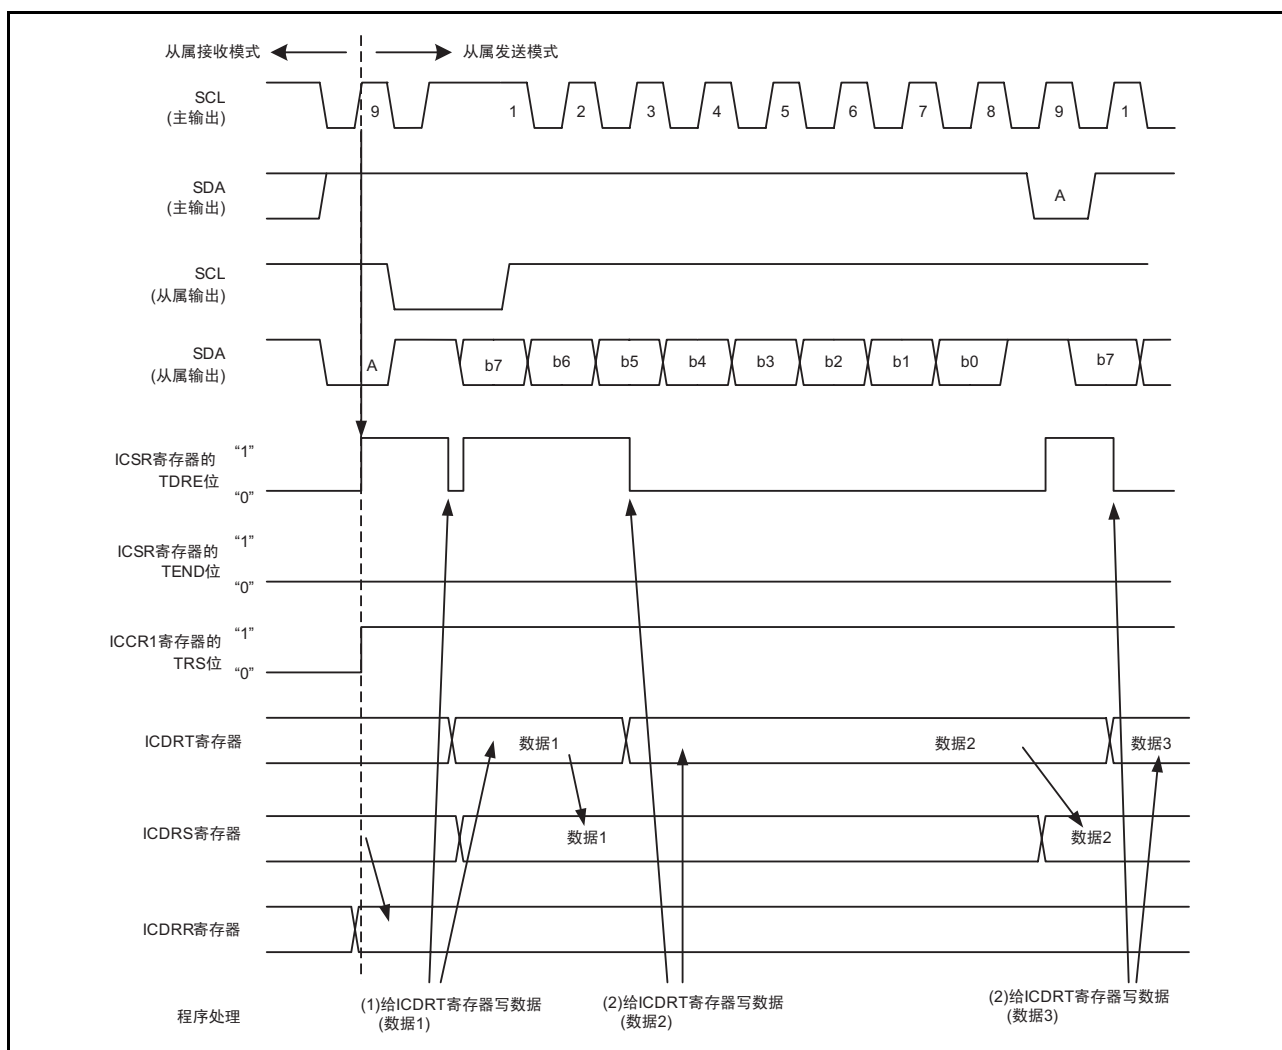 从属接收模式
从属发送模式
SCL
(主输出)
9
1
2
3
4
5
6
7
8
9
1
SDA
(主输出)
A
SCL
(从属输出)
SDA
(从属输出)
A
b7
b6
b5
b4
b3
b2
b1
b0
b7
ICSR寄存器的
TDRE位
“1”
“0”
ICSR寄存器的
TEND位
“1”
“0”
ICCR1寄存器的
TRS位
“1”
“0”
ICDRT寄存器
数据1
数据2
数据3
ICDRS寄存器
数据1
数据2
ICDRR寄存器
程序处理
(1)给ICDRT寄存器写数据
(数据1)
(2)给ICDRT寄存器写数据
(数据2)
(2)给ICDRT寄存器写数据
(数据3)